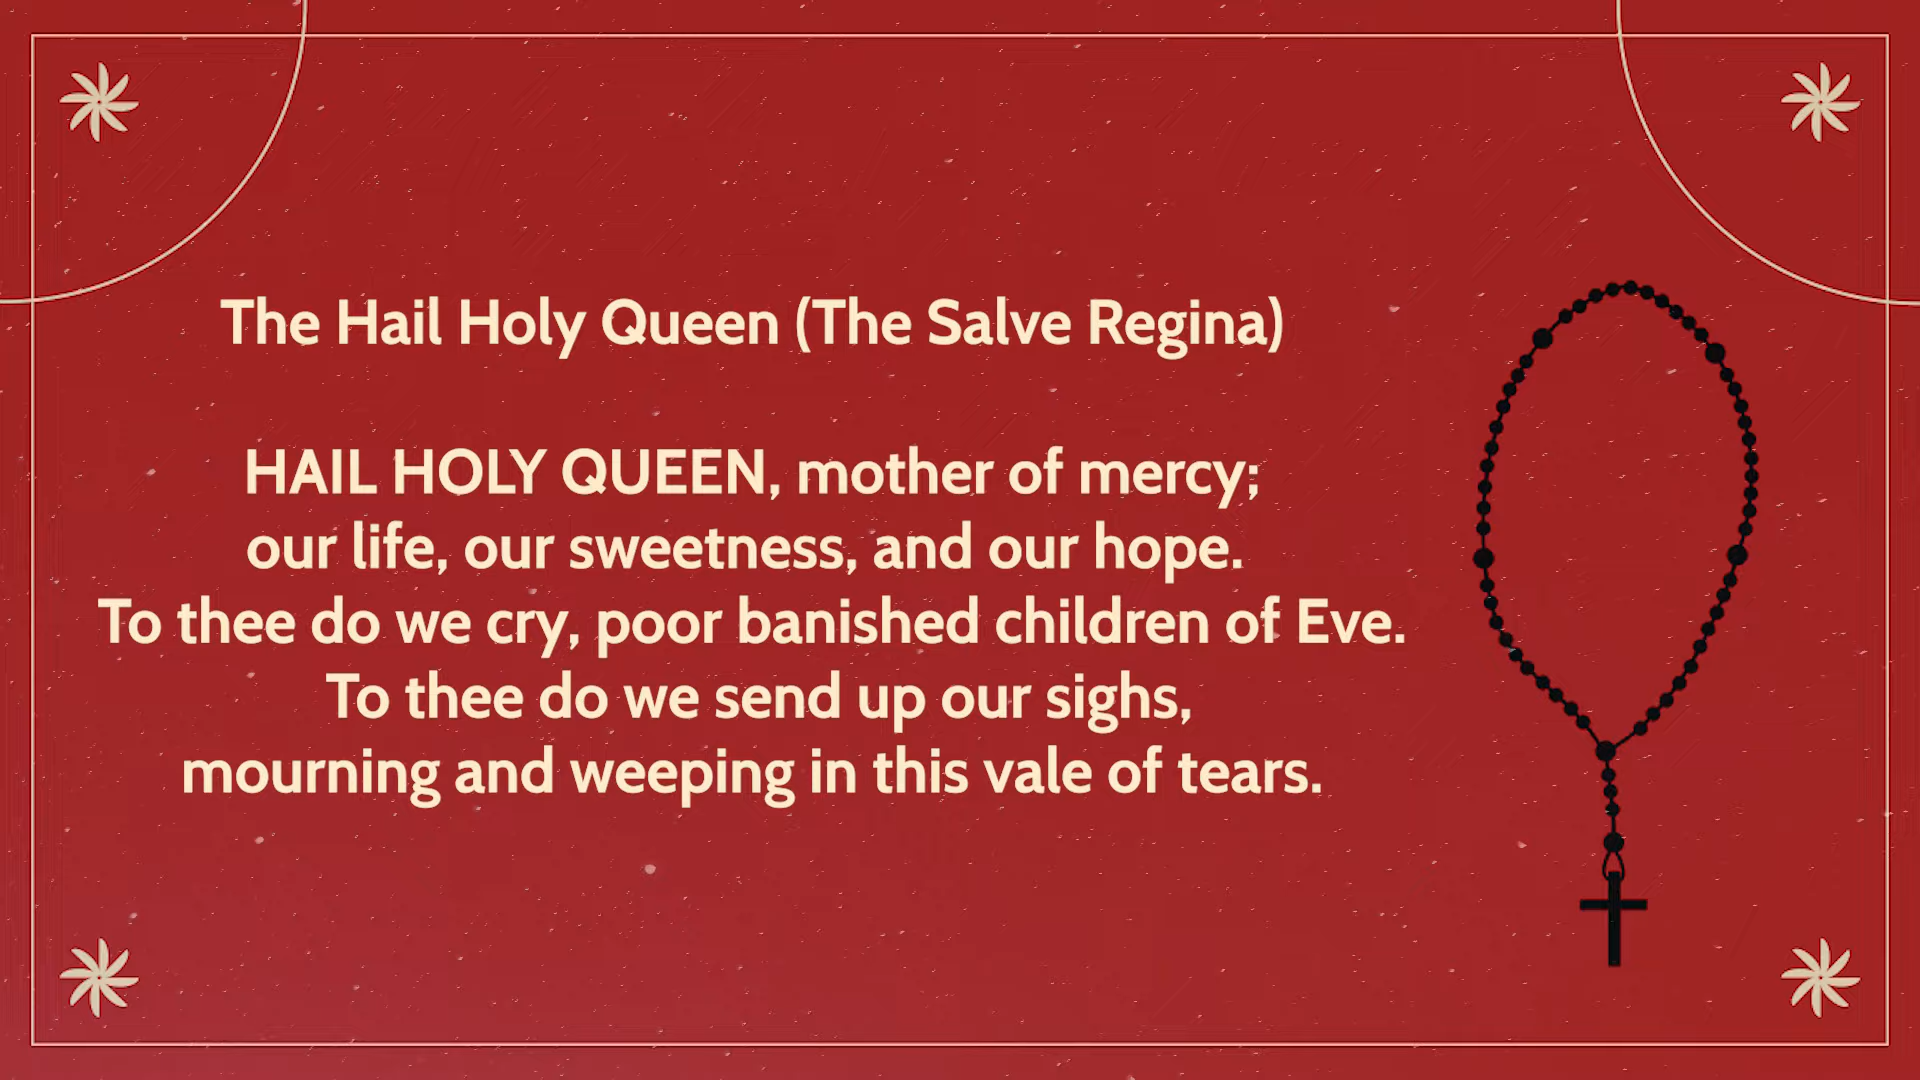 The Hail Holy Queen (The Salve Regina)
HAIL HOLY QUEEN, mother of mercy;
our life, our sweetness, and our hope.
To thee do we cry, poor banished children of Eve.
To thee do we send up our sighs,
mourning and weeping in this vale of tears.